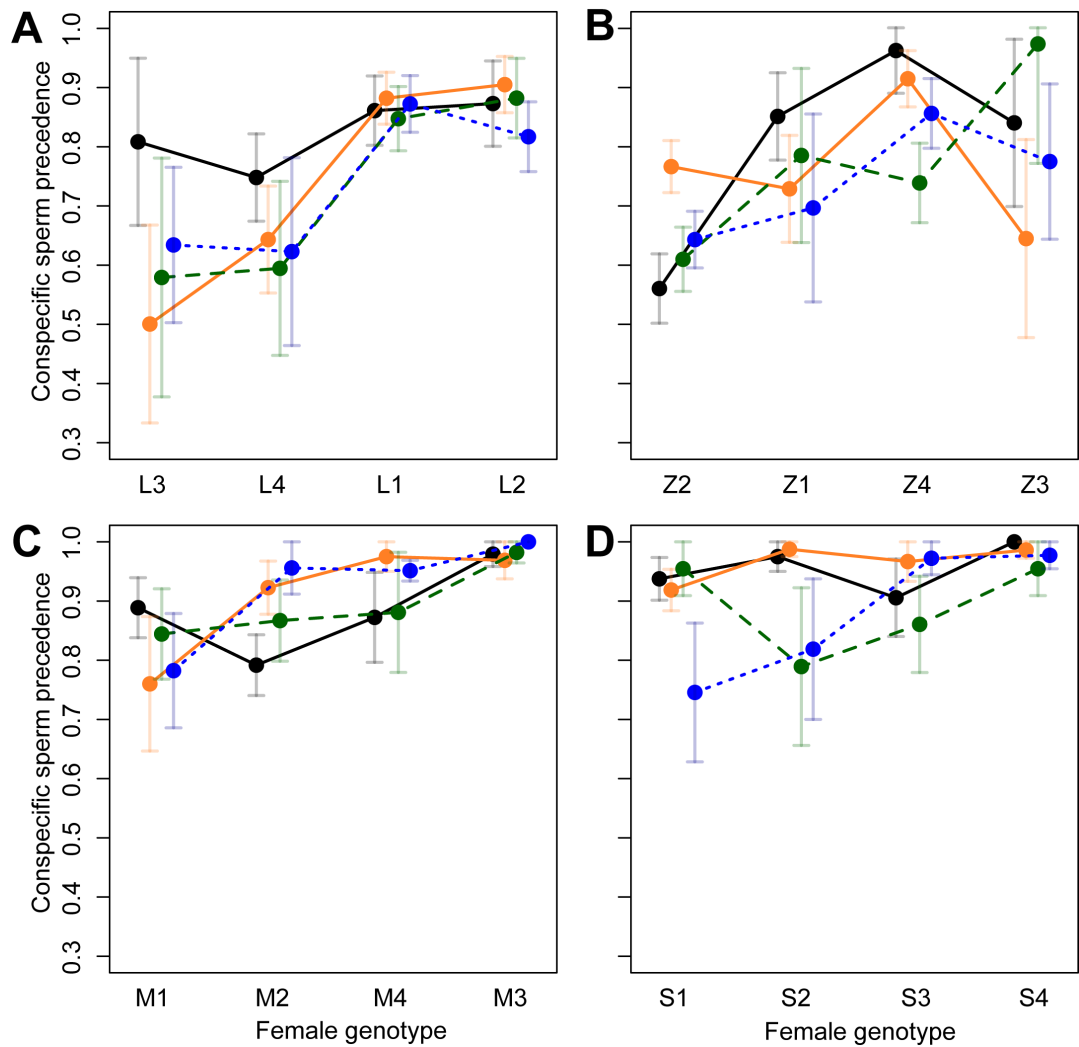 A
B
Conspecific sperm precedence
1.0
0.9
0.8
0.7
0.6
0.5
0.4
0.3
L3 L4 L1 L2
Z2 Z1 Z4 Z3
C
D
Conspecific sperm precedence
1.0
0.9
0.8
0.7
0.6
0.5
0.4
0.3
M1 M2 M4 M3
S1 S2 S3 S4
Female genotype
Female genotype